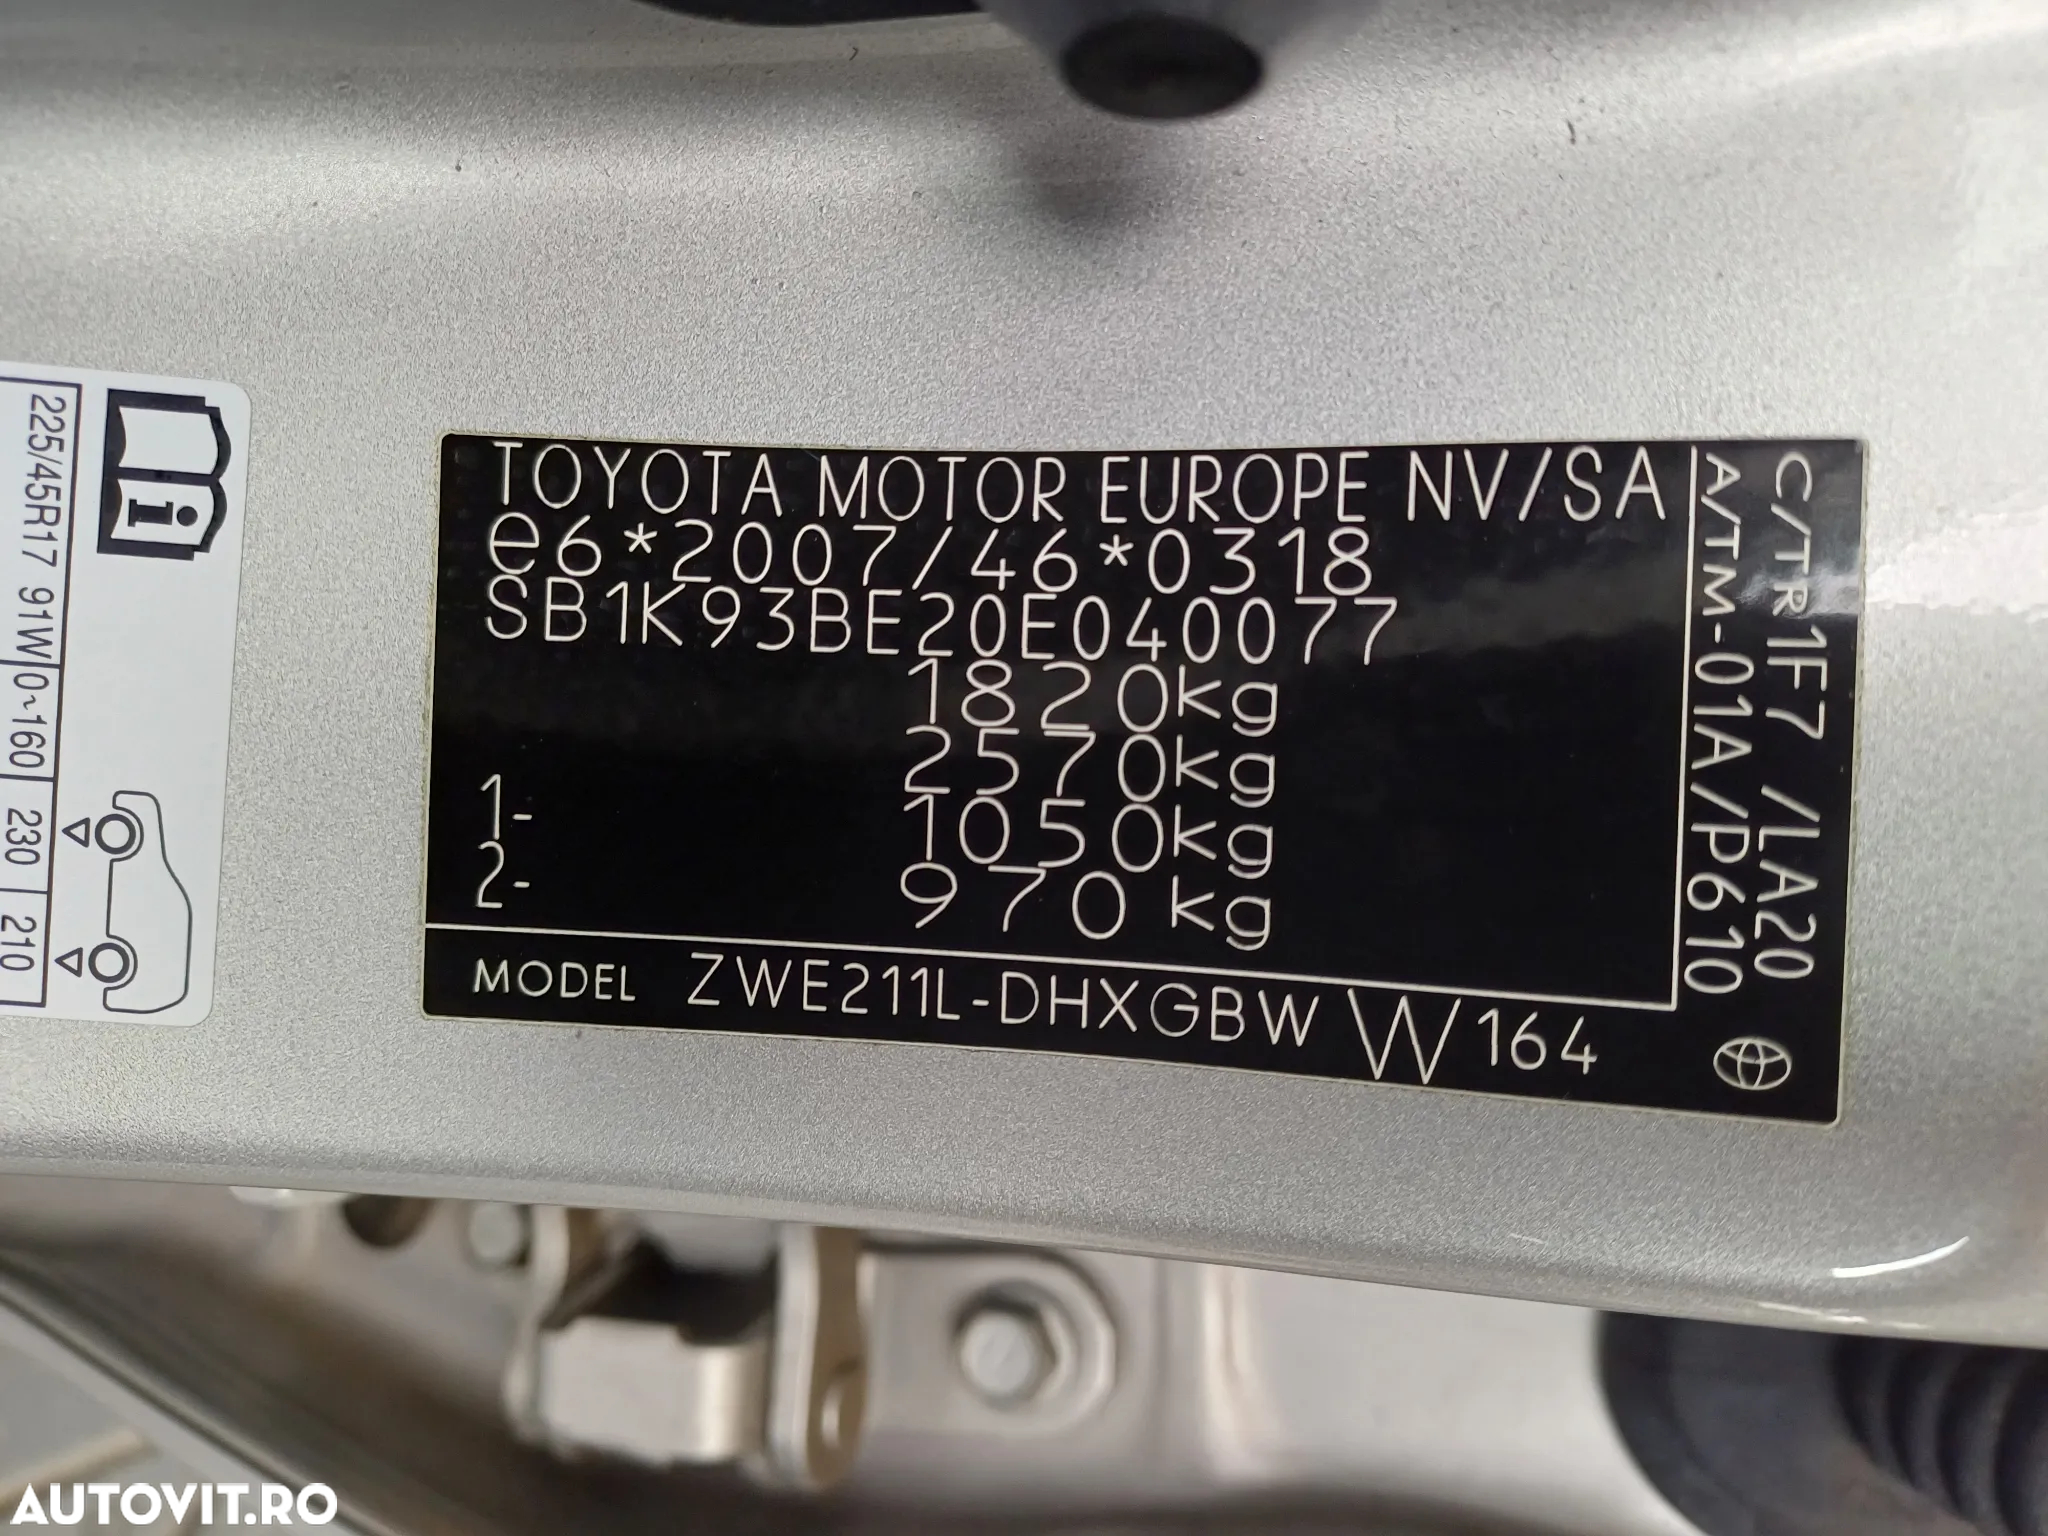 TOYOTA MOTOR EUROPE NV/SA
e6*2007/46*0318
SB1K93BE20E040077
1820kg
2570kg
1- 1050kg
2- 970kg
MODEL ZWE211L-DHXGBW W164
C/TR 1F7 /LA20
A/TM-01A/P610
225/45R17 91W 0~160 230 210
AUTOVIT.RO